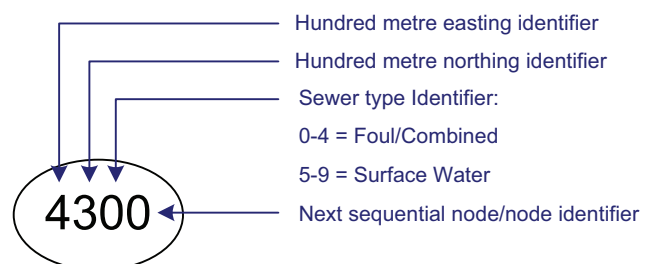 Hundred metre easting identifier
Hundred metre northing identifier
Sewer type Identifier:
0-4 = Foul/Combined
5-9 = Surface Water
4300
Next sequential node/node identifier